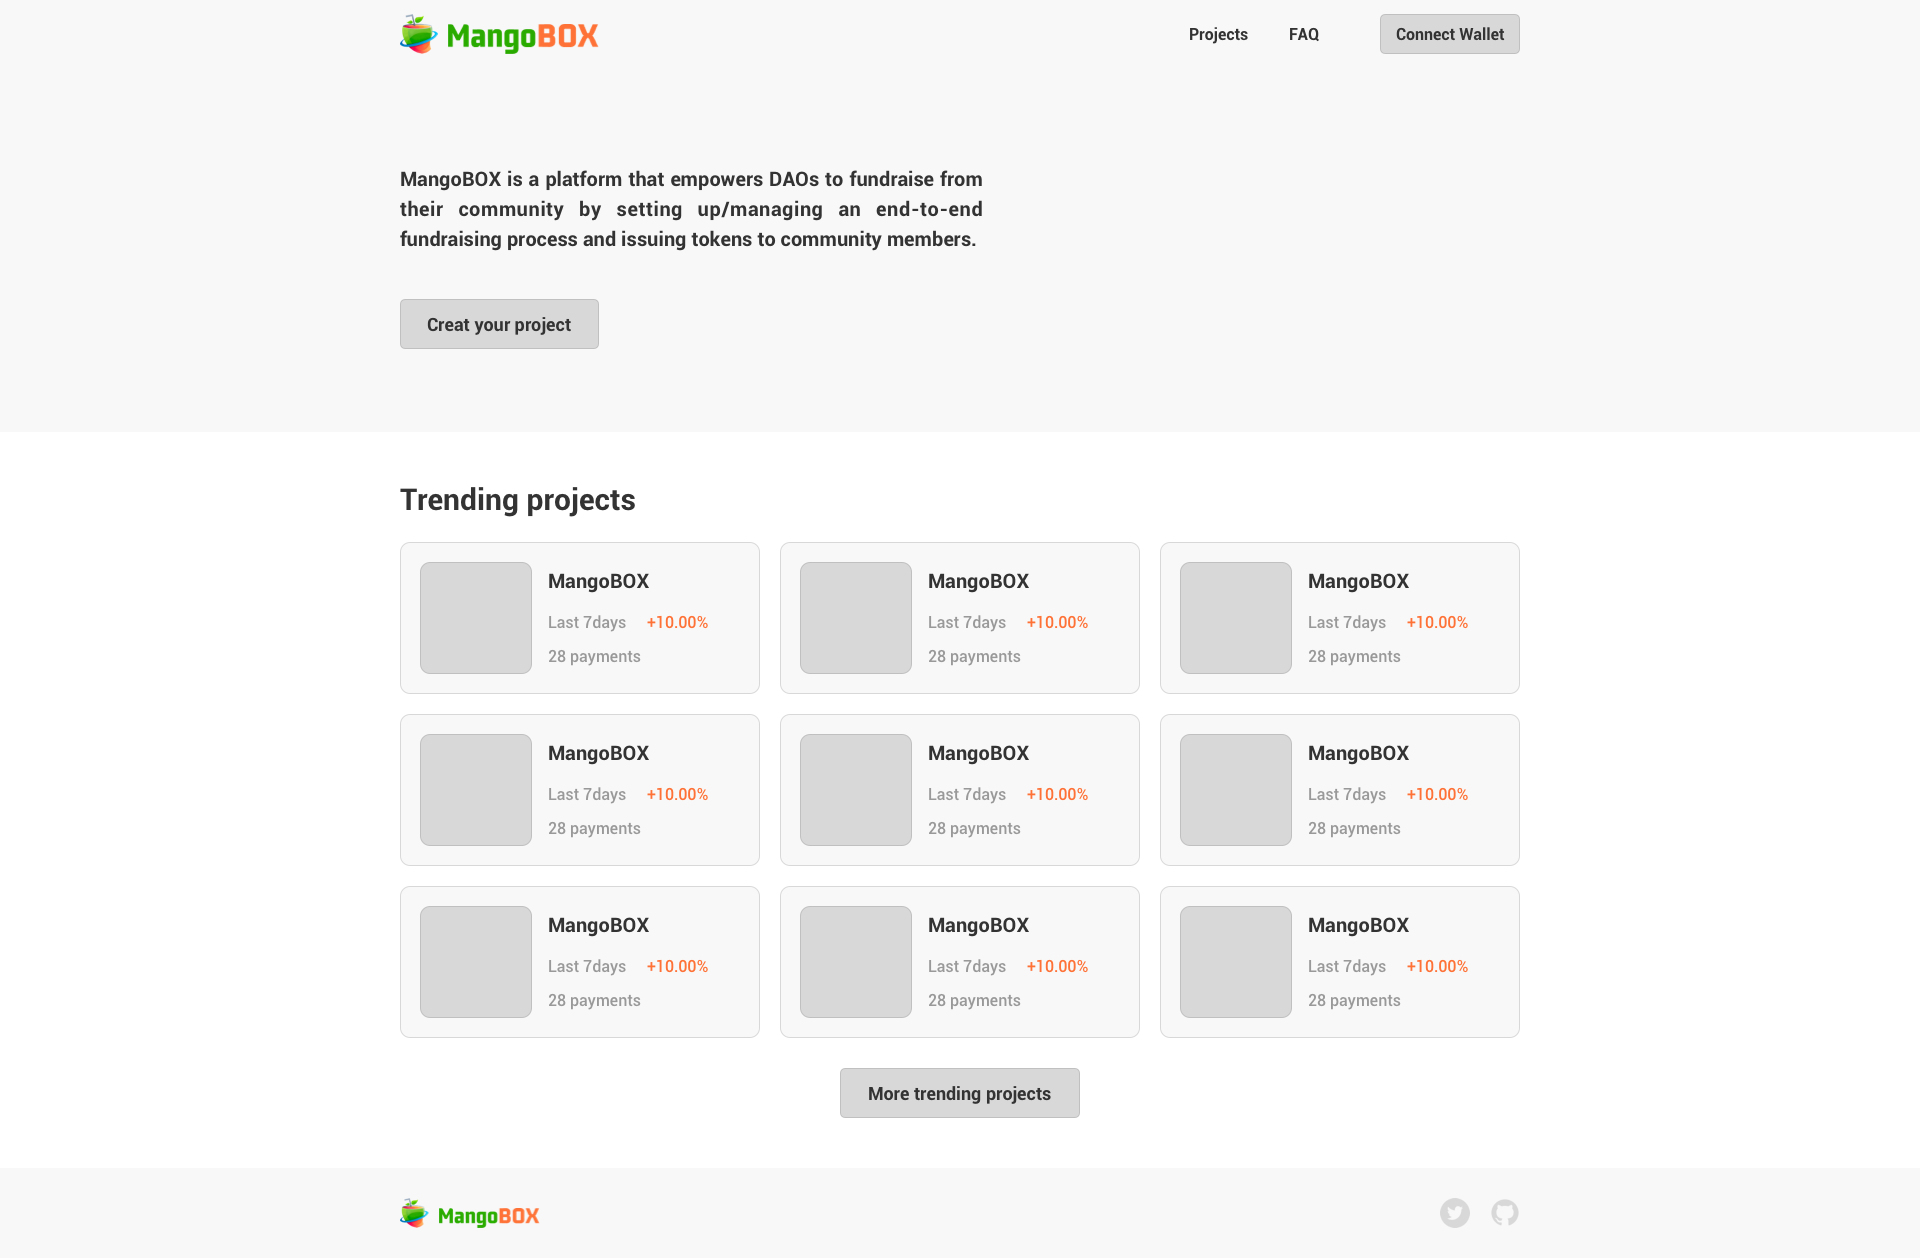 MangoBOX
Projects
FAQ
Connect Wallet
MangoBOX is a platform that empowers DAOs to fundraise from
their community by setting up/managing an end-to-end
fundraising process and issuing tokens to community members.
Creat your project
Trending projects
MangoBOX
Last 7days +10.00%
28 payments
MangoBOX
Last 7days +10.00%
28 payments
MangoBOX
Last 7days +10.00%
28 payments
MangoBOX
Last 7days +10.00%
28 payments
MangoBOX
Last 7days +10.00%
28 payments
MangoBOX
Last 7days +10.00%
28 payments
MangoBOX
Last 7days +10.00%
28 payments
MangoBOX
Last 7days +10.00%
28 payments
MangoBOX
Last 7days +10.00%
28 payments
More trending projects
MangoBOX